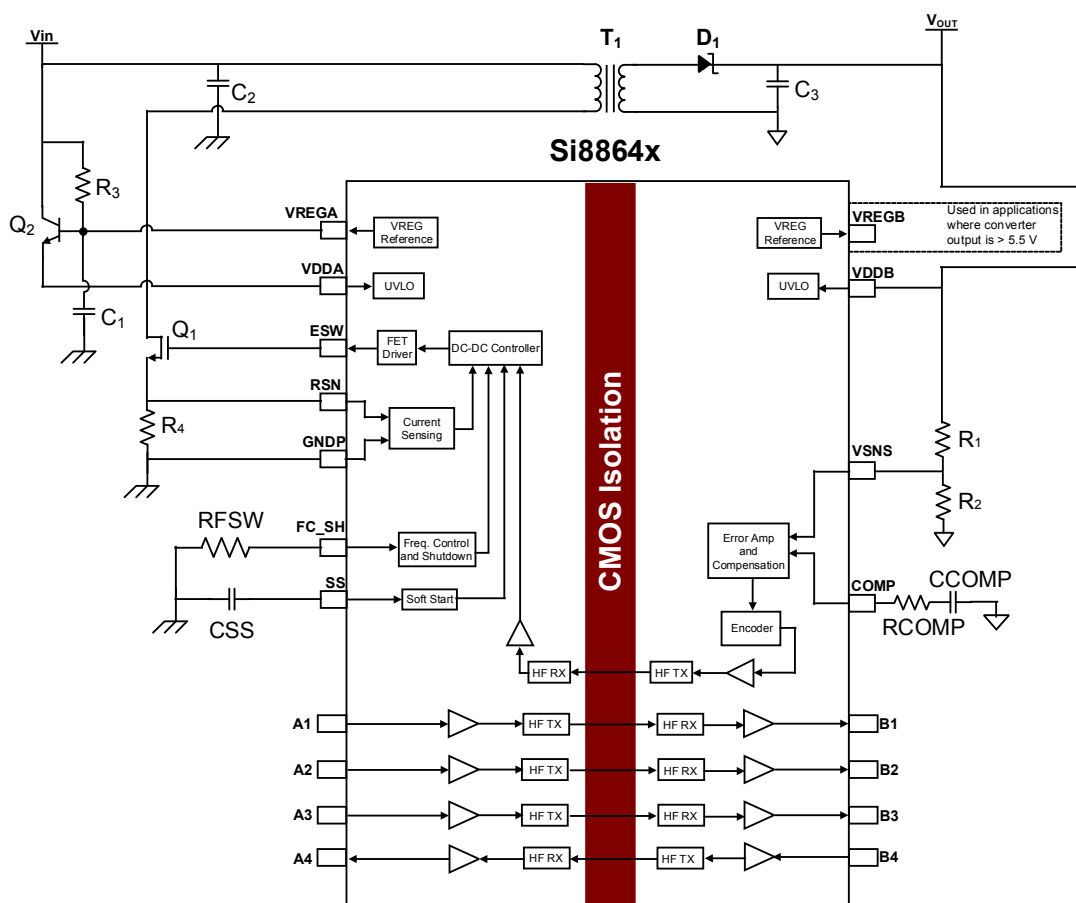 Vin
T1
D1
VOUT
C2
C3
Si8864x
R3
Q2
VREGA
VREG
Reference
VREG
Reference
VREGB
Used in applications
where converter
output is > 5.5 V
VDDA
UVLO
UVLO
VDDB
C1
Q1
ESW
FET
Driver
DC-DC Controller
RSN
R4
Current
Sensing
GNDP
CMOS Isolation
R1
VSNS
R2
RFSW
FC_SH
Freq. Control
and Shutdown
Error Amp
and
Compensation
SS
Soft Start
CSS
COMP
CCOMP
RCOMP
Encoder
HF RX
HF TX
A1
HF TX
HF RX
B1
A2
HF TX
HF RX
B2
A3
HF TX
HF RX
B3
A4
HF RX
HF TX
B4